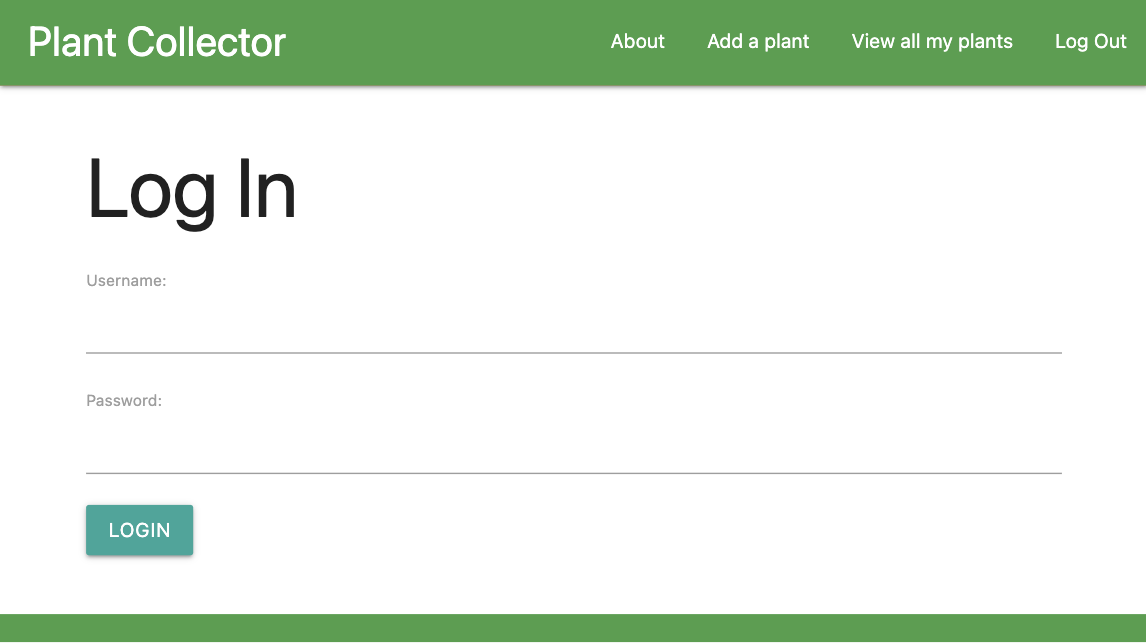 Plant Collector
About Add a plant View all my plants Log Out
Log In
Username:
Password:
LOGIN